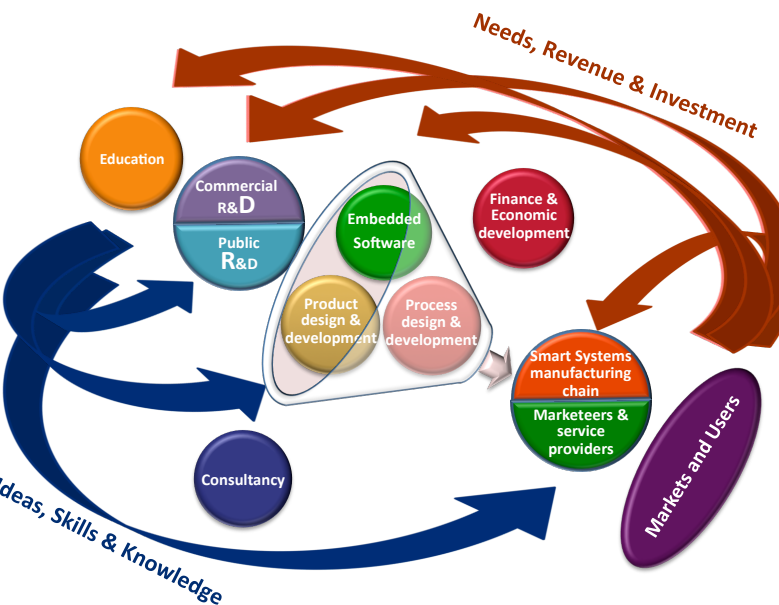 Needs, Revenue & Investment
Education
Commercial
R&D
Public
R&D
Embedded
Software
Finance &
Economic
development
Product
design &
development
Process
design &
development
Smart Systems
manufacturing
chain
Marketeers &
service
providers
Markets and Users
Consultancy
Ideas, Skills & Knowledge